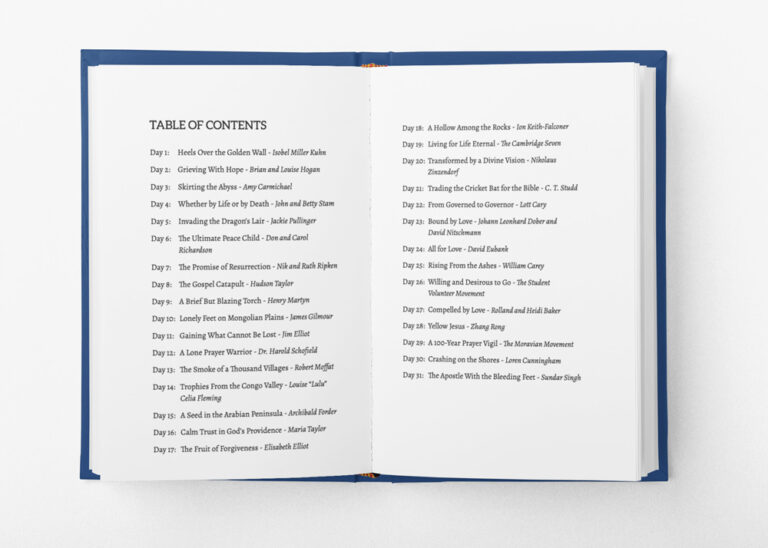 TABLE OF CONTENTS
Day 1: Heels Over the Golden Wall - Isobel Miller Kuhn
Day 2: Grieving With Hope - Brian and Louise Hogan
Day 3: Skirting the Abyss - Amy Carmichael
Day 4: Whether by Life or by Death - John and Betty Stam
Day 5: Invading the Dragon's Lair - Jackie Pullinger
Day 6: The Ultimate Peace Child - Don and Carol
Richardson
Day 7: The Promise of Resurrection - Nik and Ruth Ripken
Day 8: The Gospel Catapult - Hudson Taylor
Day 9: A Brief But Blazing Torch - Henry Martyn
Day 10: Lonely Feet on Mongolian Plains - James Gilmour
Day 11: Gaining What Cannot Be Lost - Jim Elliot
Day 12: A Lone Prayer Warrior - Dr. Harold Schofield
Day 13: The Smoke of a Thousand Villages - Robert Moffat
Day 14: Trophies From the Congo Valley - Louise "Lulu"
Celia Fleming
Day 15: A Seed in the Arabian Peninsula - Archibald Forder
Day 16: Calm Trust in God's Providence - Maria Taylor
Day 17: The Fruit of Forgiveness - Elisabeth Elliot
Day 18: A Hollow Among the Rocks - Ion Keith-Falconer
Day 19: Living for Life Eternal - The Cambridge Seven
Day 20: Transformed by a Divine Vision - Nikolaus
Zinzendorf
Day 21: Trading the Cricket Bat for the Bible - C. T. Studd
Day 22: From Governed to Governor - Lott Cary
Day 23: Bound by Love - Johann Leonhard Dober and
David Nitschmann
Day 24: All for Love - David Eubank
Day 25: Rising From the Ashes - William Carey
Day 26: Willing and Desirous to Go - The Student
Volunteer Movement
Day 27: Compelled by Love - Rolland and Heidi Baker
Day 28: Yellow Jesus - Zhang Rong
Day 29: A 100-Year Prayer Vigil - The Moravian Movement
Day 30: Crashing on the Shores - Loren Cunningham
Day 31: The Apostle With the Bleeding Feet - Sundar Singh